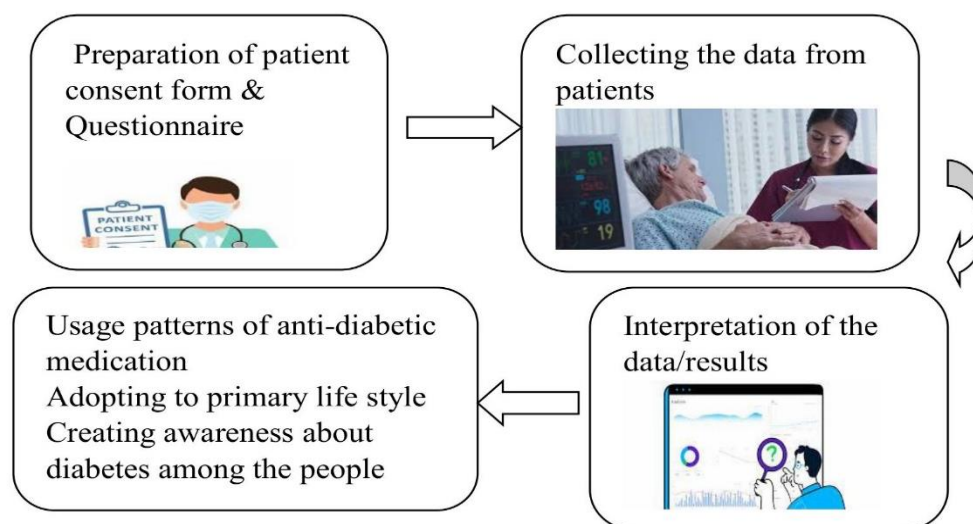 Preparation of patient
consent form &
Questionnaire
PATIENT
CONSENT
Collecting the data from
patients
81
98
19
Interpretation of the
data/results
?
Usage patterns of anti-diabetic
medication
Adopting to primary life style
Creating awareness about
diabetes among the people